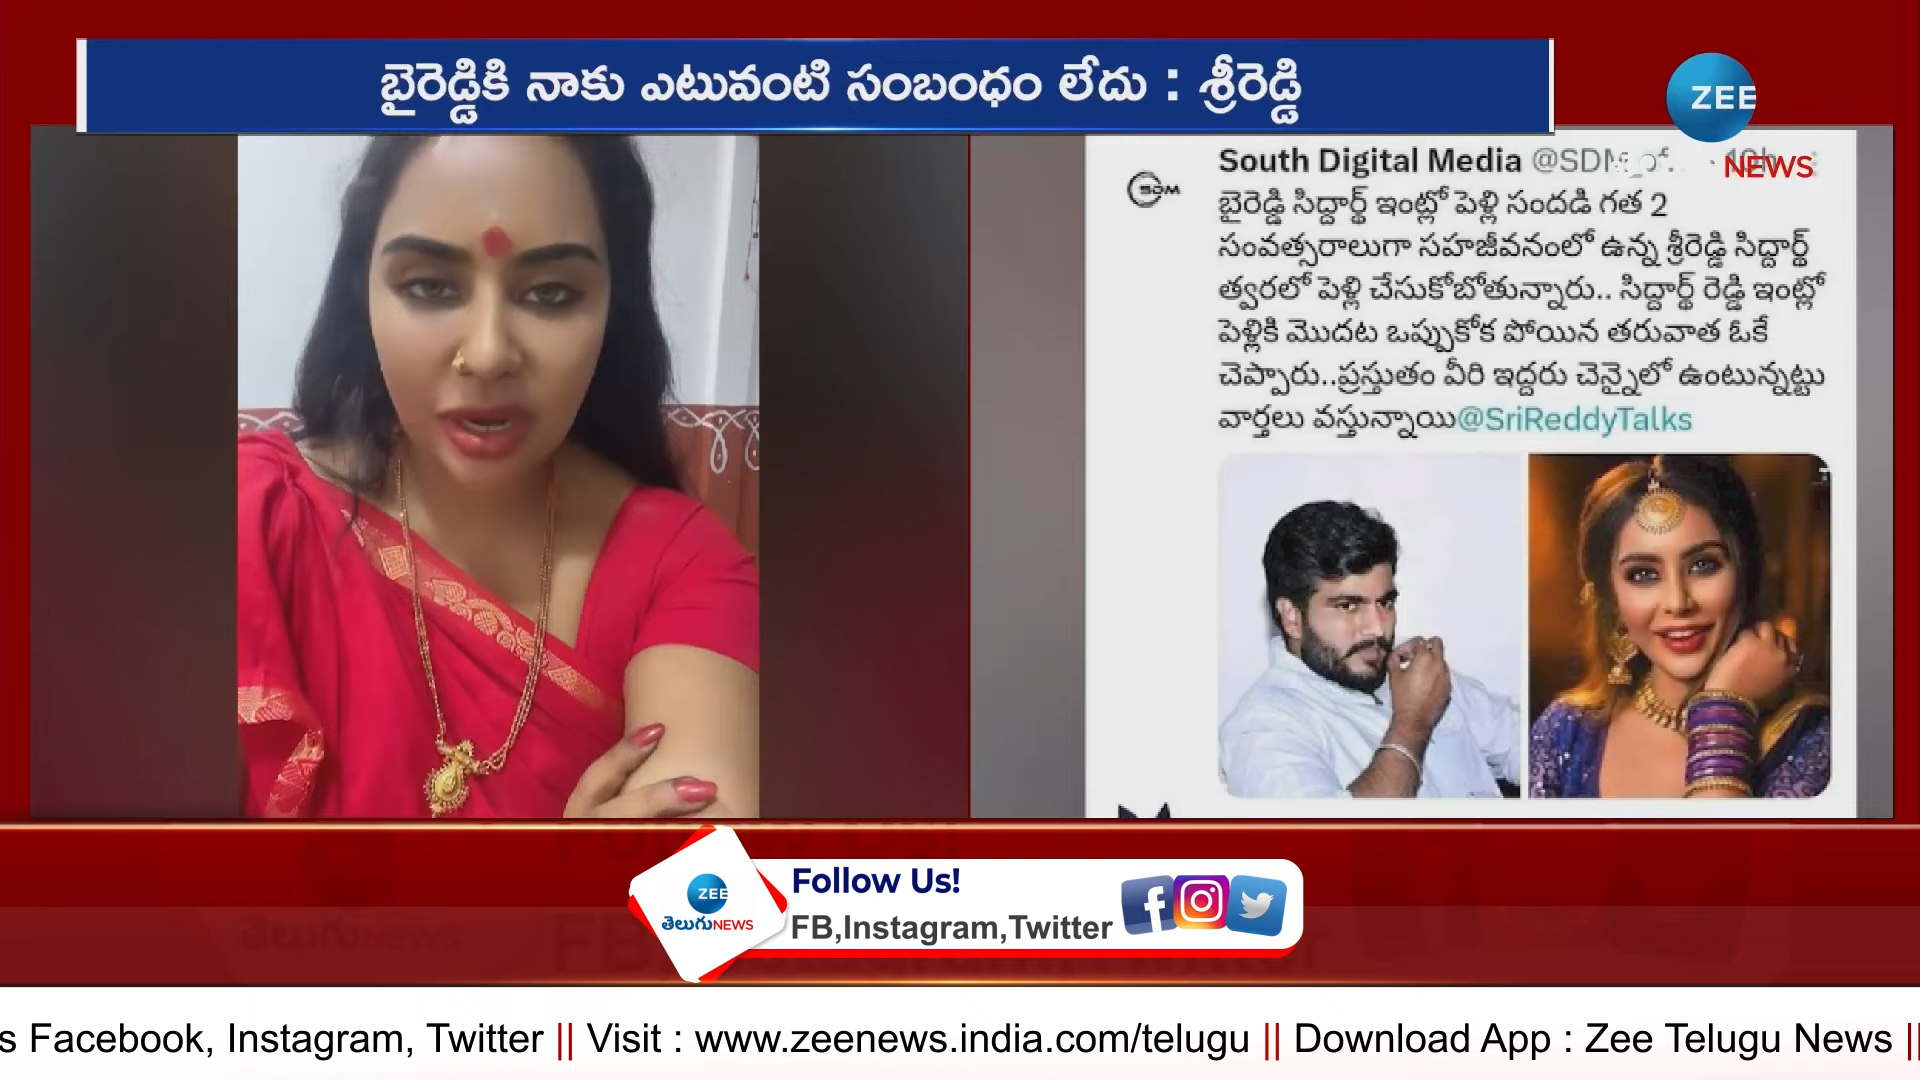 బైరెడ్డికి నాకు ఎటువంటి సంబంధం లేదు : శ్రీరెడ్డి
ZEE
NEWS
SDM
South Digital Media
బైరెడ్డి సిద్దార్థ్ ఇంట్లో పెళ్లి సందడి గత 2
సంవత్సరాలుగా సహజీవనంలో ఉన్న శ్రీరెడ్డి సిద్దార్థ్
త్వరలో పెళ్లి చేసుకోబోతున్నారు.. సిద్దార్థ్ రెడ్డి ఇంట్లో
పెళ్లికి మొదట ఒప్పుకోక పోయిన తరువాత ఓకే
చెప్పారు..ప్రస్తుతం వీరి ఇద్దరు చెన్నైలో ఉంటున్నట్టు
వార్తలు వస్తున్నాయి@SriReddyTalks
ZEE
తెలుగుNEWS
Follow Us!
FB,Instagram,Twitter
s Facebook, Instagram, Twitter || Visit : www.zeenews.india.com/telugu || Download App : Zee Telugu News ||